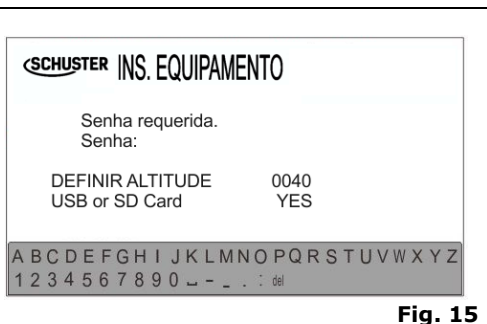 SCHUSTER INS. EQUIPAMENTO
Senha requerida.
Senha:
DEFINIR ALTITUDE 0040
USB or SD Card YES
A B C D E F G H I J K L M N O P Q R S T U V W X Y Z
1 2 3 4 5 6 7 8 9 0 ⎵ - _ . : del
Fig. 15